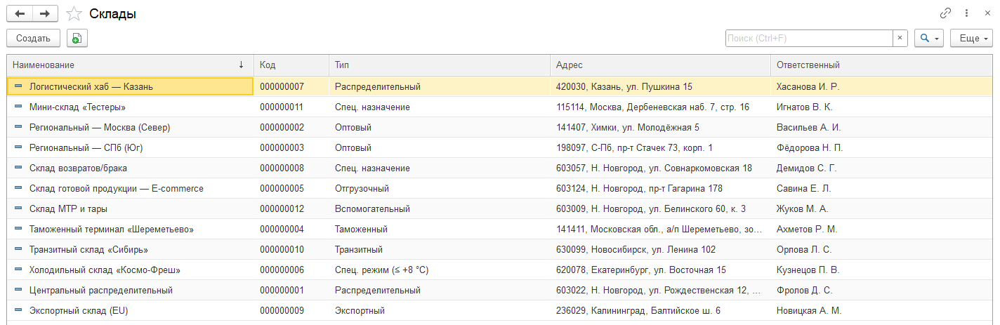 Склады
Создать Поиск (Ctrl+F) × Еще
Наименование ↓ Код Тип Адрес Ответственный
Логистический хаб — Казань 000000007 Распределительный 420030, Казань, ул. Пушкина 15 Хасанова И. Р.
Мини-склад «Тестеры» 000000011 Спец. назначение 115114, Москва, Дербеневская наб. 7, стр. 16 Игнатов В. К.
Региональный — Москва (Север) 000000002 Оптовый 141407, Химки, ул. Молодёжная 5 Васильев А. И.
Региональный — СПб (Юг) 000000003 Оптовый 198097, С-Пб, пр-т Стачек 73, корп. 1 Фёдорова Н. П.
Склад возвратов/брака 000000008 Спец. назначение 603057, Н. Новгород, ул. Совнаркомовская 18 Демидов С. Г.
Склад готовой продукции — E-commerce 000000005 Отгрузочный 603124, Н. Новгород, пр-т Гагарина 178 Савина Е. Л.
Склад МТР и тары 000000012 Вспомогательный 603009, Н. Новгород, ул. Белинского 60, к. 3 Жуков М. А.
Таможенный терминал «Шереметьево» 000000004 Таможенный 141411, Московская обл., а/п Шереметьево, зо... Ахметов Р. М.
Транзитный склад «Сибирь» 000000010 Транзитный 630099, Новосибирск, ул. Ленина 102 Орлова Л. С.
Холодильный склад «Космо-Фреш» 000000006 Спец. режим (≤ +8 °C) 620078, Екатеринбург, ул. Восточная 15 Кузнецов П. В.
Центральный распределительный 000000001 Распределительный 603022, Н. Новгород, ул. Рождественская 12, ... Фролов Д. С.
Экспортный склад (EU) 000000009 Экспортный 236029, Калининград, Балтийское ш. 6 Новицкая А. М.